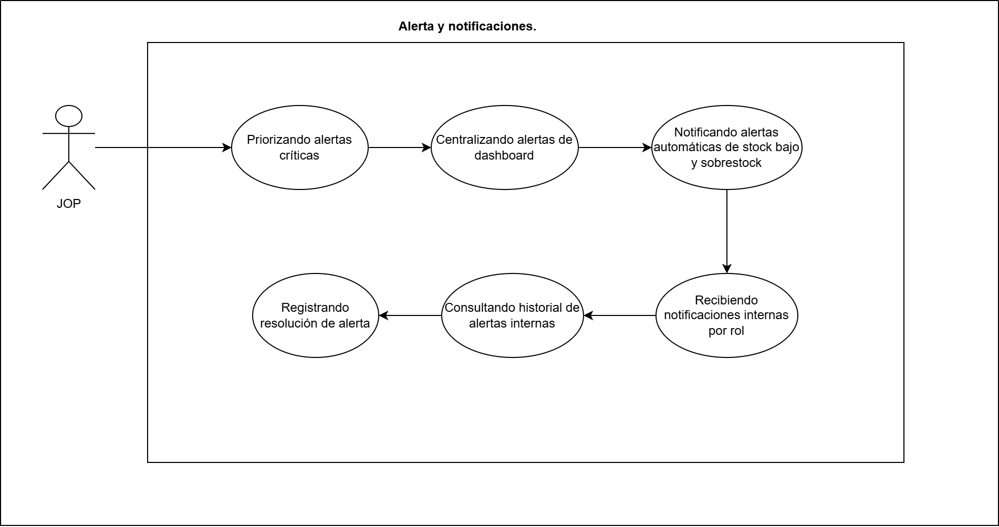 Alerta y notificaciones.
Priorizando alertas
críticas
Centralizando alertas de
dashboard
Notificando alertas
automáticas de stock bajo
y sobrestock
JOP
Registrando
resolución de alerta
Consultando historial de
alertas internas
Recibiendo
notificaciones internas
por rol